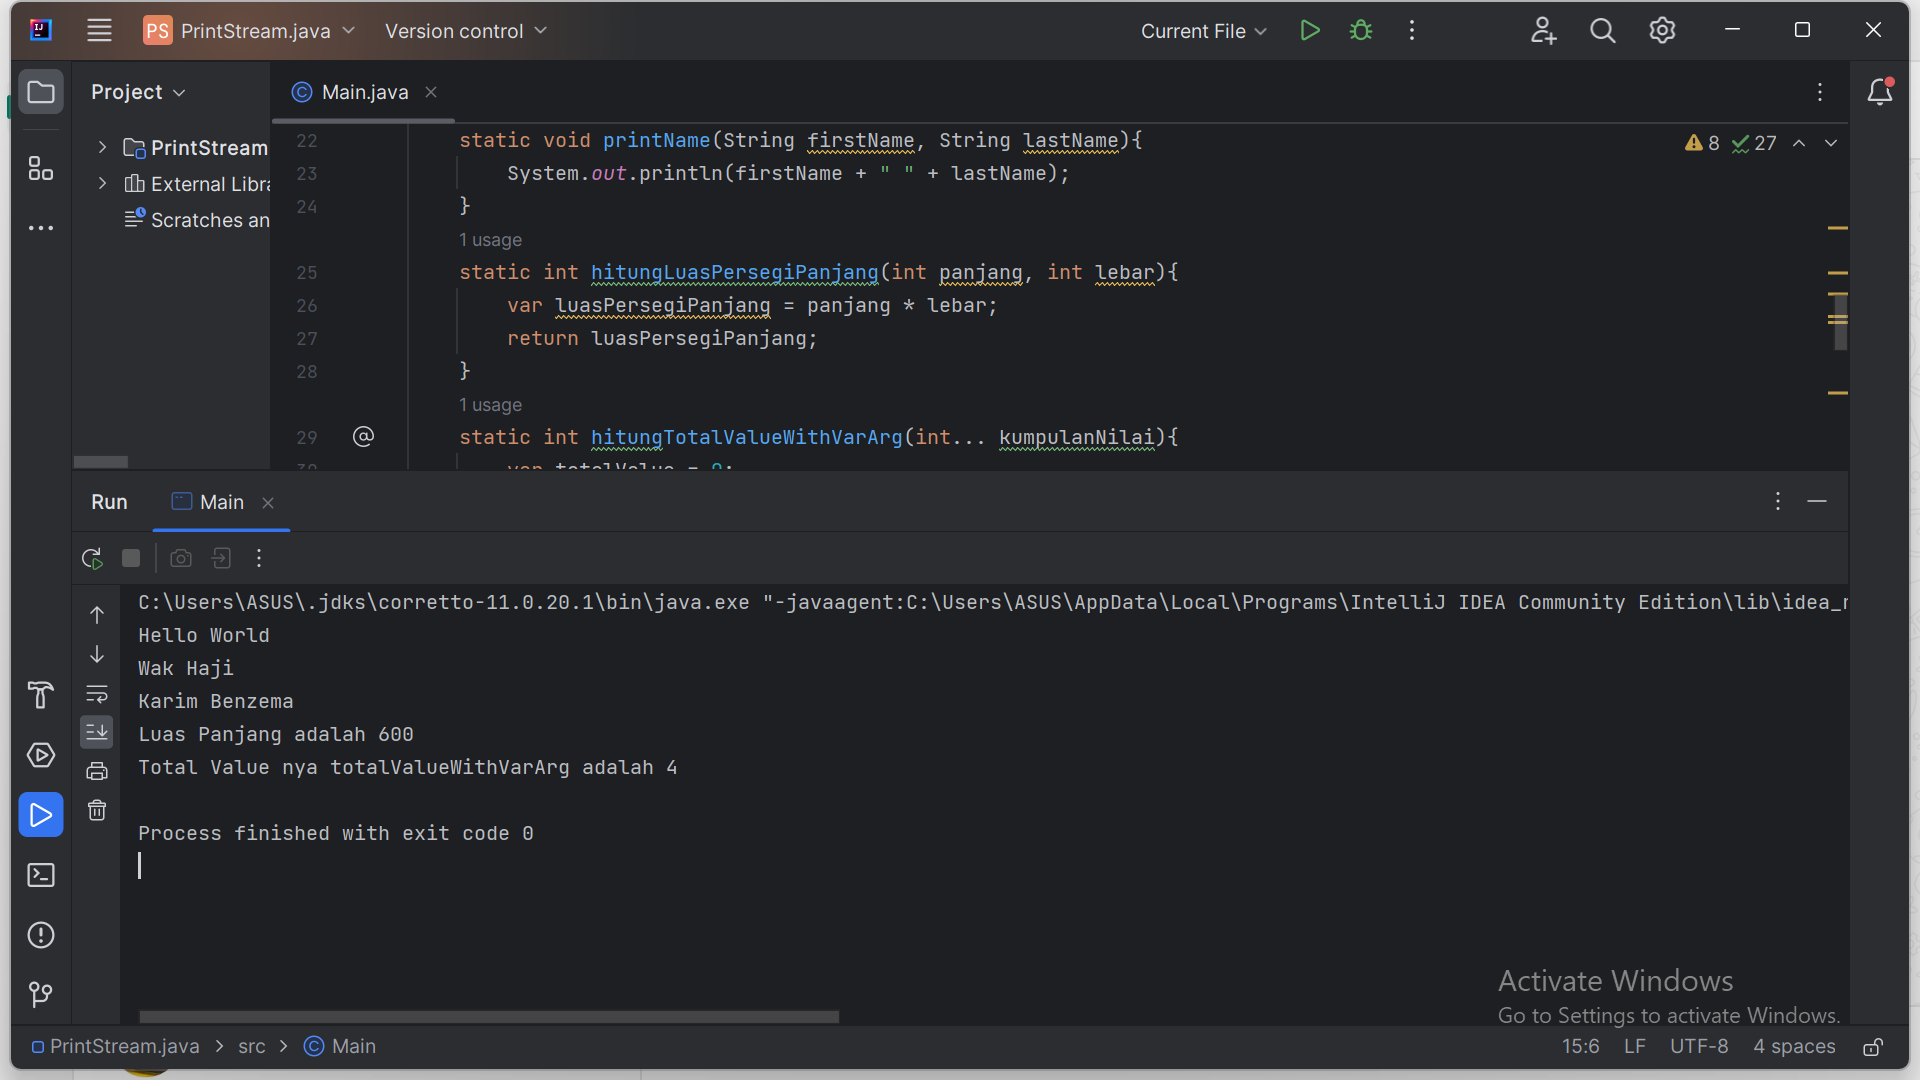 PS PrintStream.java Version control Current File
Project
Main.java
PrintStream
External Libra
Scratches an
22 static void printName(String firstName, String lastName){
8 27
23 System.out.println(firstName + " " + lastName);
24 }
1 usage
25 static int hitungLuasPersegiPanjang(int panjang, int lebar){
26 var luasPersegiPanjang = panjang * lebar;
27 return luasPersegiPanjang;
28 }
1 usage
29 static int hitungTotalValueWithVarArg(int... kumpulanNilai){
30 var totalValue = 0;
Run Main
C:\Users\ASUS\.jdks\corretto-11.0.20.1\bin\java.exe "-javaagent:C:\Users\ASUS\AppData\Local\Programs\IntelliJ IDEA Community Edition\lib\idea_r
Hello World
Wak Haji
Karim Benzema
Luas Panjang adalah 600
Total Value nya totalValueWithVarArg adalah 4
Process finished with exit code 0
Activate Windows
Go to Settings to activate Windows.
PrintStream.java > src > Main 15:6 LF UTF-8 4 spaces